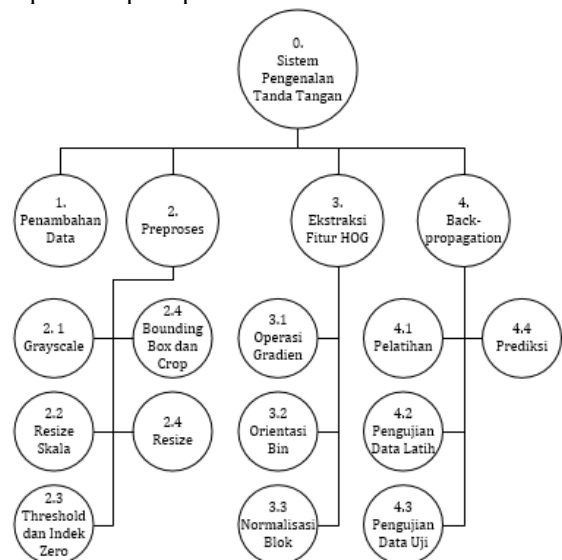 0.
Sistem
Pengenalan
Tanda Tangan
1.
Penambahan
Data
2.
Preproses
3.
Ekstraksi
Fitur HOG
4.
Back-
propagation
2. 1
Grayscale
2.4
Bounding
Box dan
Crop
3.1
Operasi
Gradien
4.1
Pelatihan
4.4
Prediksi
2.2
Resize
Skala
2.4
Resize
3.2
Orientasi
Bin
4.2
Pengujian
Data Latih
2.3
Threshold
dan Indek
Zero
3.3
Normalisasi
Blok
4.3
Pengujian
Data Uji